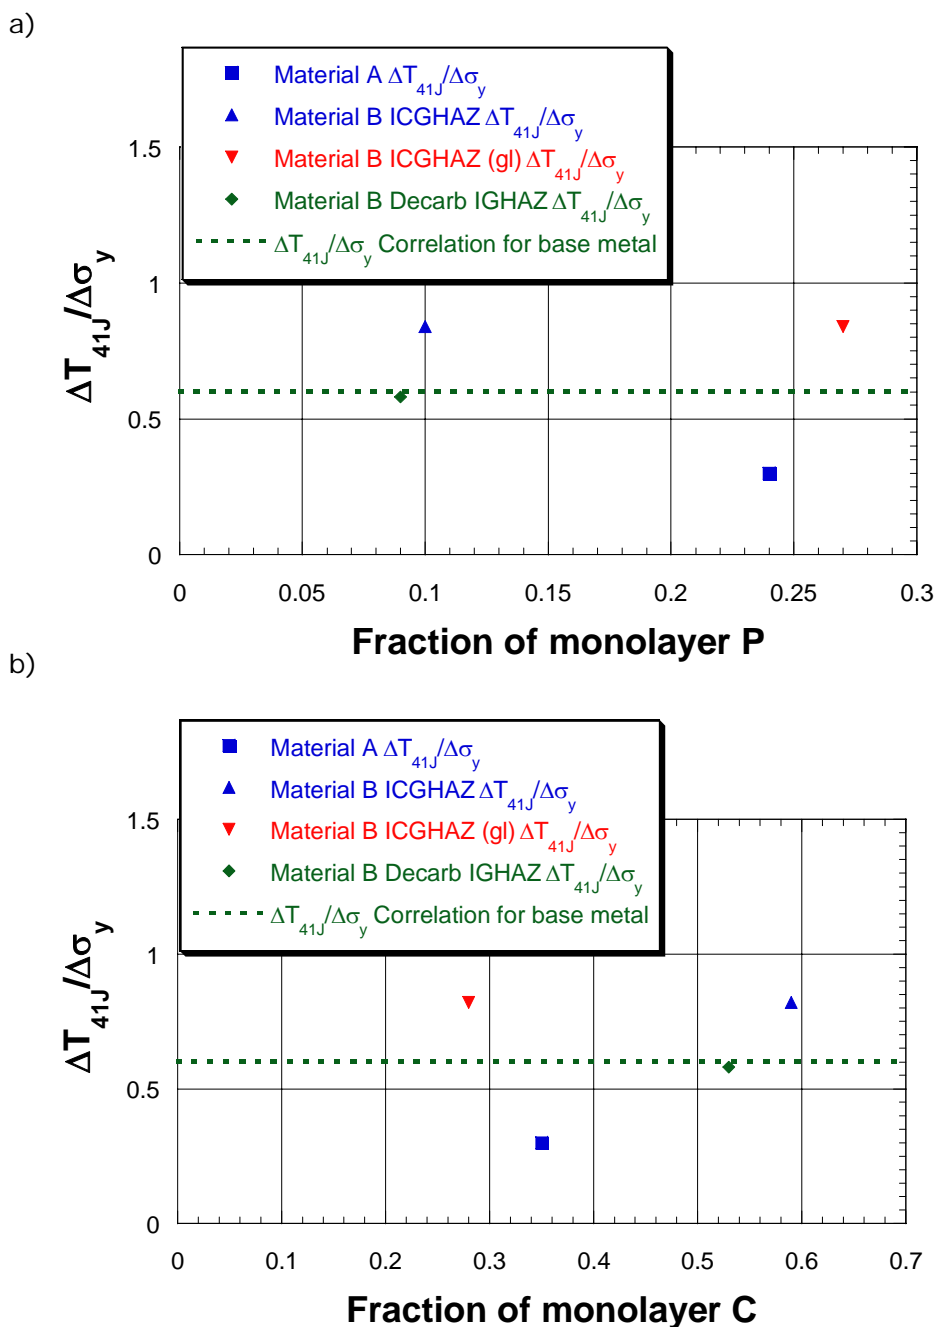 a)
Material A ΔT41J/Δσy
Material B ICGHAZ ΔT41J/Δσy
Material B ICGHAZ (gl) ΔT41J/Δσy
Material B Decarb IGHAZ ΔT41J/Δσy
ΔT41J/Δσy Correlation for base metal
1.5
1
0.5
0
ΔT41J/Δσy
0 0.05 0.1 0.15 0.2 0.25 0.3
Fraction of monolayer P
b)
Material A ΔT41J/Δσy
Material B ICGHAZ ΔT41J/Δσy
Material B ICGHAZ (gl) ΔT41J/Δσy
Material B Decarb IGHAZ ΔT41J/Δσy
ΔT41J/Δσy Correlation for base metal
1.5
1
0.5
0
ΔT41J/Δσy
0 0.1 0.2 0.3 0.4 0.5 0.6 0.7
Fraction of monolayer C